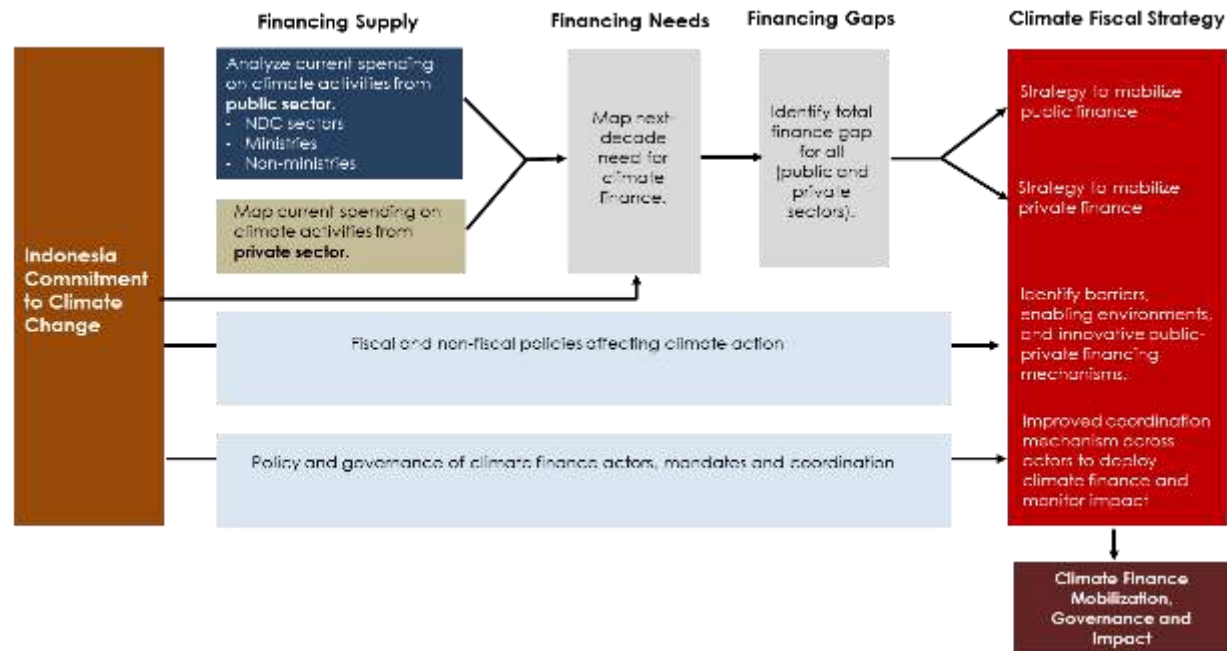 Financing Supply
Financing Needs
Financing Gaps
Climate Fiscal Strategy
Indonesia
Commitment
to Climate
Change
Analyze current spending
on climate activities from
public sector.
- NDC sectors
- Ministries
- Non-ministries
Map current spending on
climate activities from
private sector.
Map next-
decade
need for
climate
finance.
Identify total
finance gap
for all
(public and
private
sectors).
Strategy to mobilize
public finance
Strategy to mobilize
private finance
Identify barriers,
enabling environments,
and innovative public-
private financing
mechanisms.
Improved coordination
mechanism across
actors to deploy
climate finance and
monitor impact
Fiscal and non-fiscal policies affecting climate action
Policy and governance of climate finance actors, mandates and coordination
Climate Finance
Mobilization,
Governance and
Impact